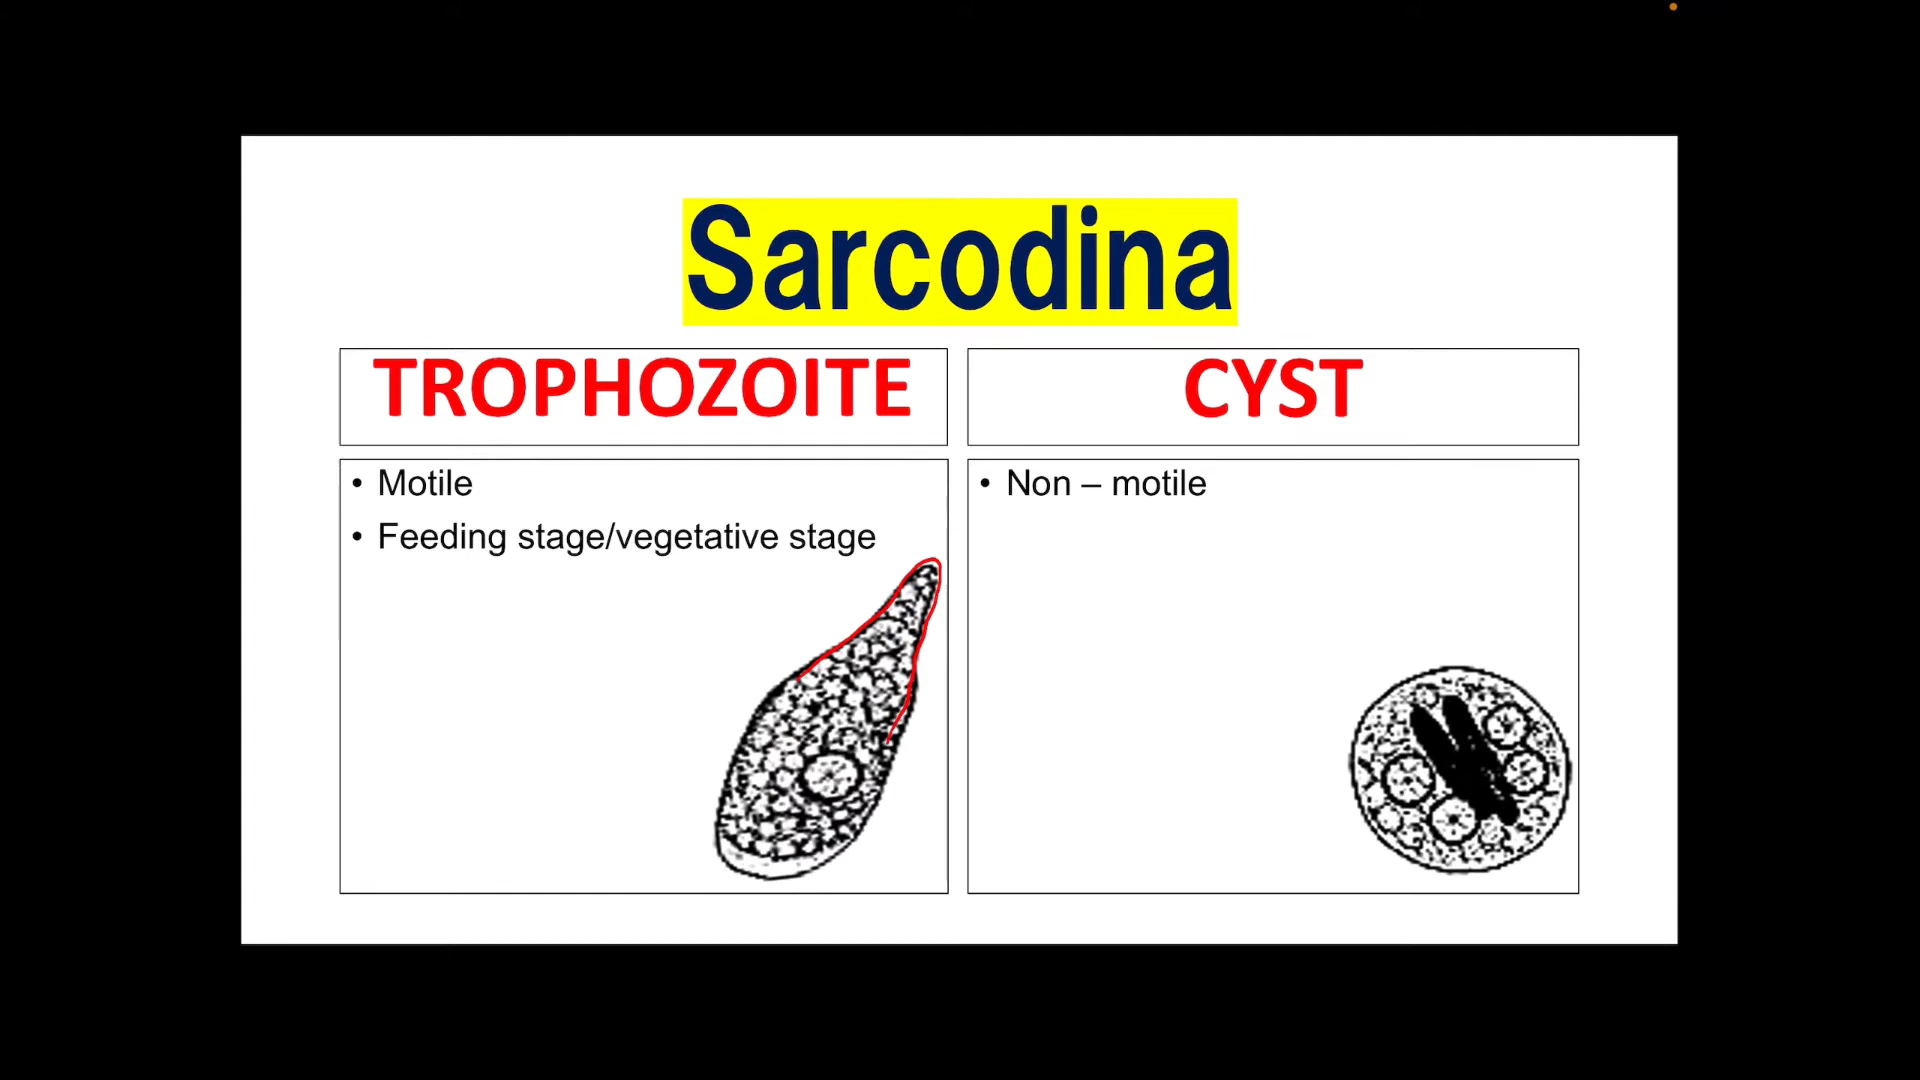 Sarcodina
TROPHOZOITE
• Motile
• Feeding stage/vegetative stage
CYST
• Non – motile